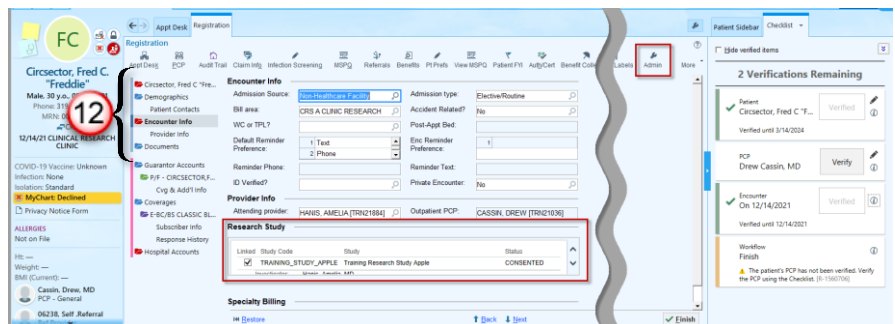 Appt Desk
Registration
Patient Sidebar
Checklist
FC
Circsector, Fred C.
"Freddie"
Male, 30 y.o.,
Phone: 319
MRN: 0
12/14/21 CLINICAL RESEARCH
CLINIC
COVID-19 Vaccine: Unknown
Infection: None
Isolation: Standard
MyChart: Declined
Privacy Notice Form
ALLERGIES
Not on File
Ht: —
Weight: —
BMI (Current): —
Cassin, Drew, MD
PCP - General
06238, Self .Referral
12
Registration
Appt Desk
PCP
Audit Trail
Claim Info
Infection Screening
MSPQ
Referrals
Benefits
Pt Prefs
View MSPQ
Patient FYI
Auth/Cert
Benefit Colle
Labels
Admin
More
Circsector, Fred C "Fre...
Demographics
Patient Contacts
Encounter Info
Provider Info
Documents
Guarantor Accounts
P/F - CIRCSECTOR,F...
Cvg & Add'l Info
Coverages
E-BC/BS CLASSIC BL...
Subscriber Info
Response History
Hospital Accounts
Encounter Info
Admission Source: Non-Healthcare Facility Admission type: Elective/Routine
Bill area: CRS A CLINIC RESEARCH Accident Related? No
WC or TPL? Post-Appt Bed:
Default Reminder Preference: 1 Text 2 Phone Enc Reminder Preference: 1
Reminder Phone: Reminder Text:
ID Verified? Private Encounter: No
Provider Info
Attending provider: HANIS, AMELIA [TRN21884] Outpatient PCP: CASSIN, DREW [TRN21036]
Research Study
Linked Study Code Study Status
TRAINING_STUDY_APPLE Training Research Study Apple CONSENTED
Investigator: Hanis, Amelia, MD
Specialty Billing
Restore
Back
Next
Finish
Hide verified items
2 Verifications Remaining
Patient
Circsector, Fred C "F...
Verified
Verified until 3/14/2024
PCP
Drew Cassin, MD
Verify
Encounter
On 12/14/2021
Verified
Verified until 12/14/2021
Workflow
Finish
The patient's PCP has not been verified. Verify
the PCP using the Checklist. [R-1560706]